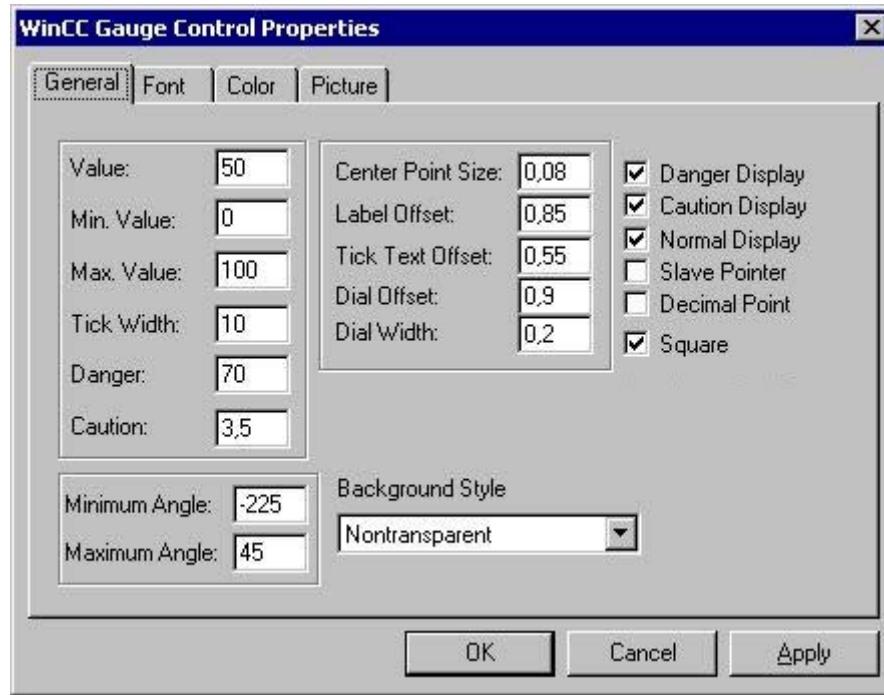 WinCC Gauge Control Properties
General Font Color Picture
Value: 50
Min. Value: 0
Max. Value: 100
Tick Width: 10
Danger: 70
Caution: 3,5
Center Point Size: 0,08
Label Offset: 0,85
Tick Text Offset: 0,55
Dial Offset: 0,9
Dial Width: 0,2
Danger Display
Caution Display
Normal Display
Slave Pointer
Decimal Point
Square
Minimum Angle: -225
Maximum Angle: 45
Background Style
Nontransparent
OK Cancel Apply